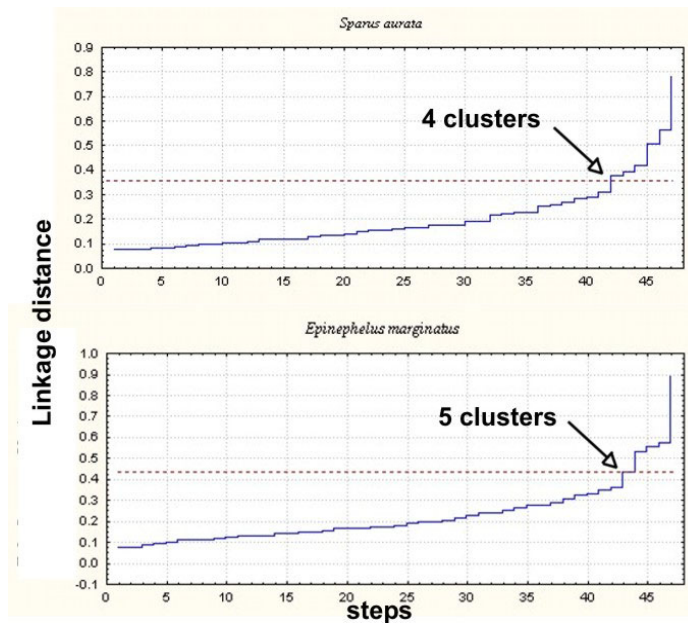 Sparus aurata
0.9
0.8
0.7
0.6
0.5
0.4
0.3
0.2
0.1
0.0
4 clusters
0 5 10 15 20 25 30 35 40 45
Linkage distance
Epinephelus marginatus
1.0
0.9
0.8
0.7
0.6
0.5
0.4
0.3
0.2
0.1
0.0
-0.1
5 clusters
0 5 10 15 20 25 30 35 40 45
steps